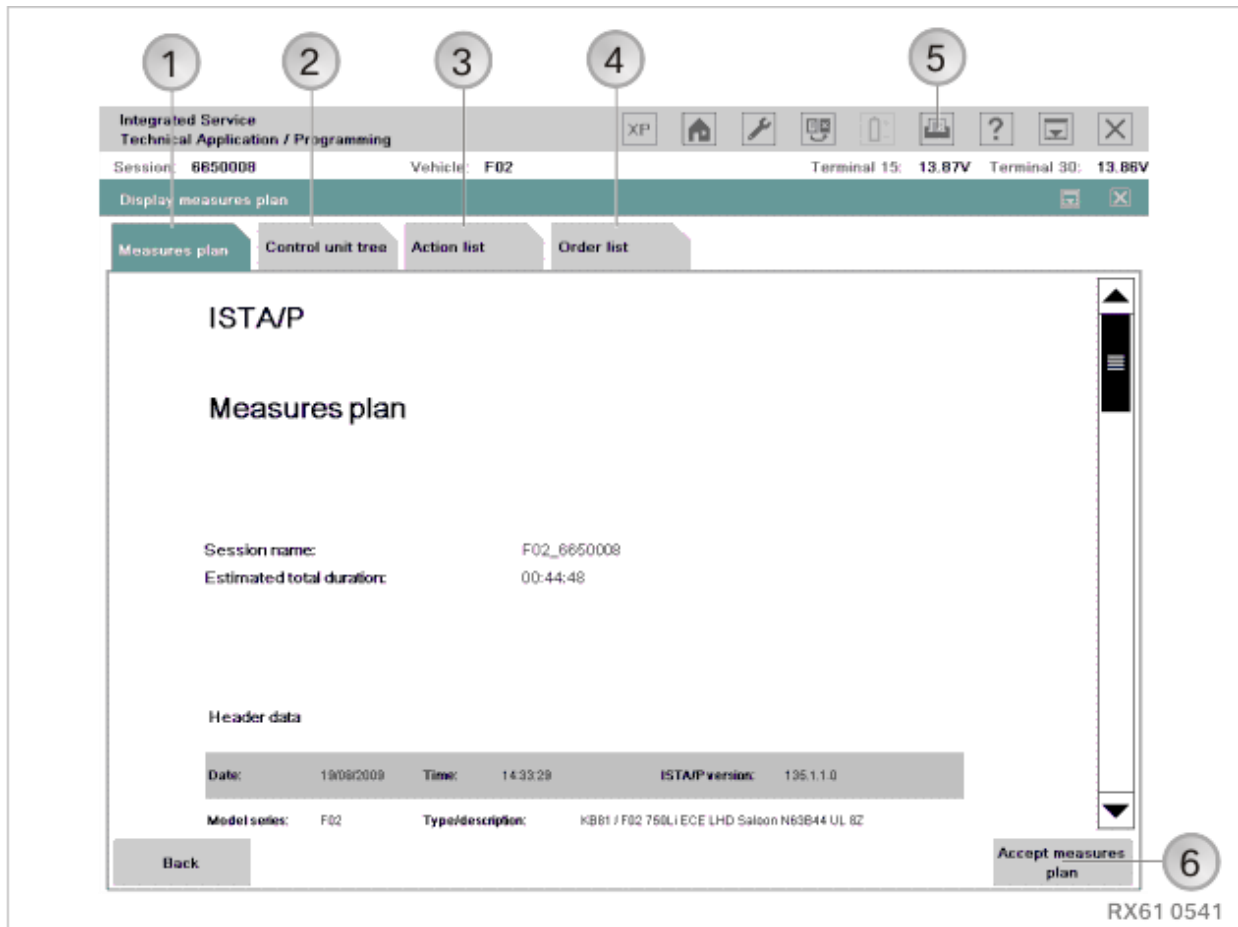 1 2 3 4 5
Integrated Service
Technical Application / Programming
XP ?
Session: 6650008 Vehicle: F02 Terminal 15: 13.87V Terminal 30: 13.86V
Display measures plan
Measures plan Control unit tree Action list Order list
ISTA/P
Measures plan
Session name: F02_6650008
Estimated total duration: 00:44:48
Header data
Date: 19/08/2009 Time: 14:33:29 ISTA/P version: 135.1.1.0
Model series: F02 Type/description: KB81 / F02 750Li ECE LHD Saloon N63B44 UL 8Z
Back Accept measures
plan
6
RX61 0541